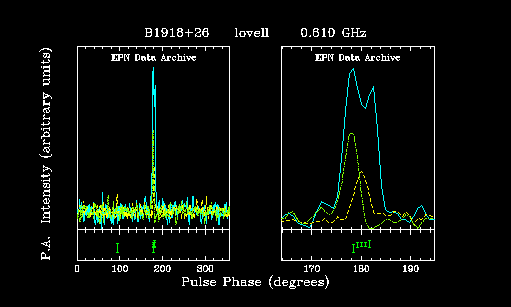 B1918+26 lovell 0.610 GHz
EPN Data Archive EPN Data Archive
P.A. Intensity (arbitrary units)
0 100 200 300 170 180 190
Pulse Phase (degrees)